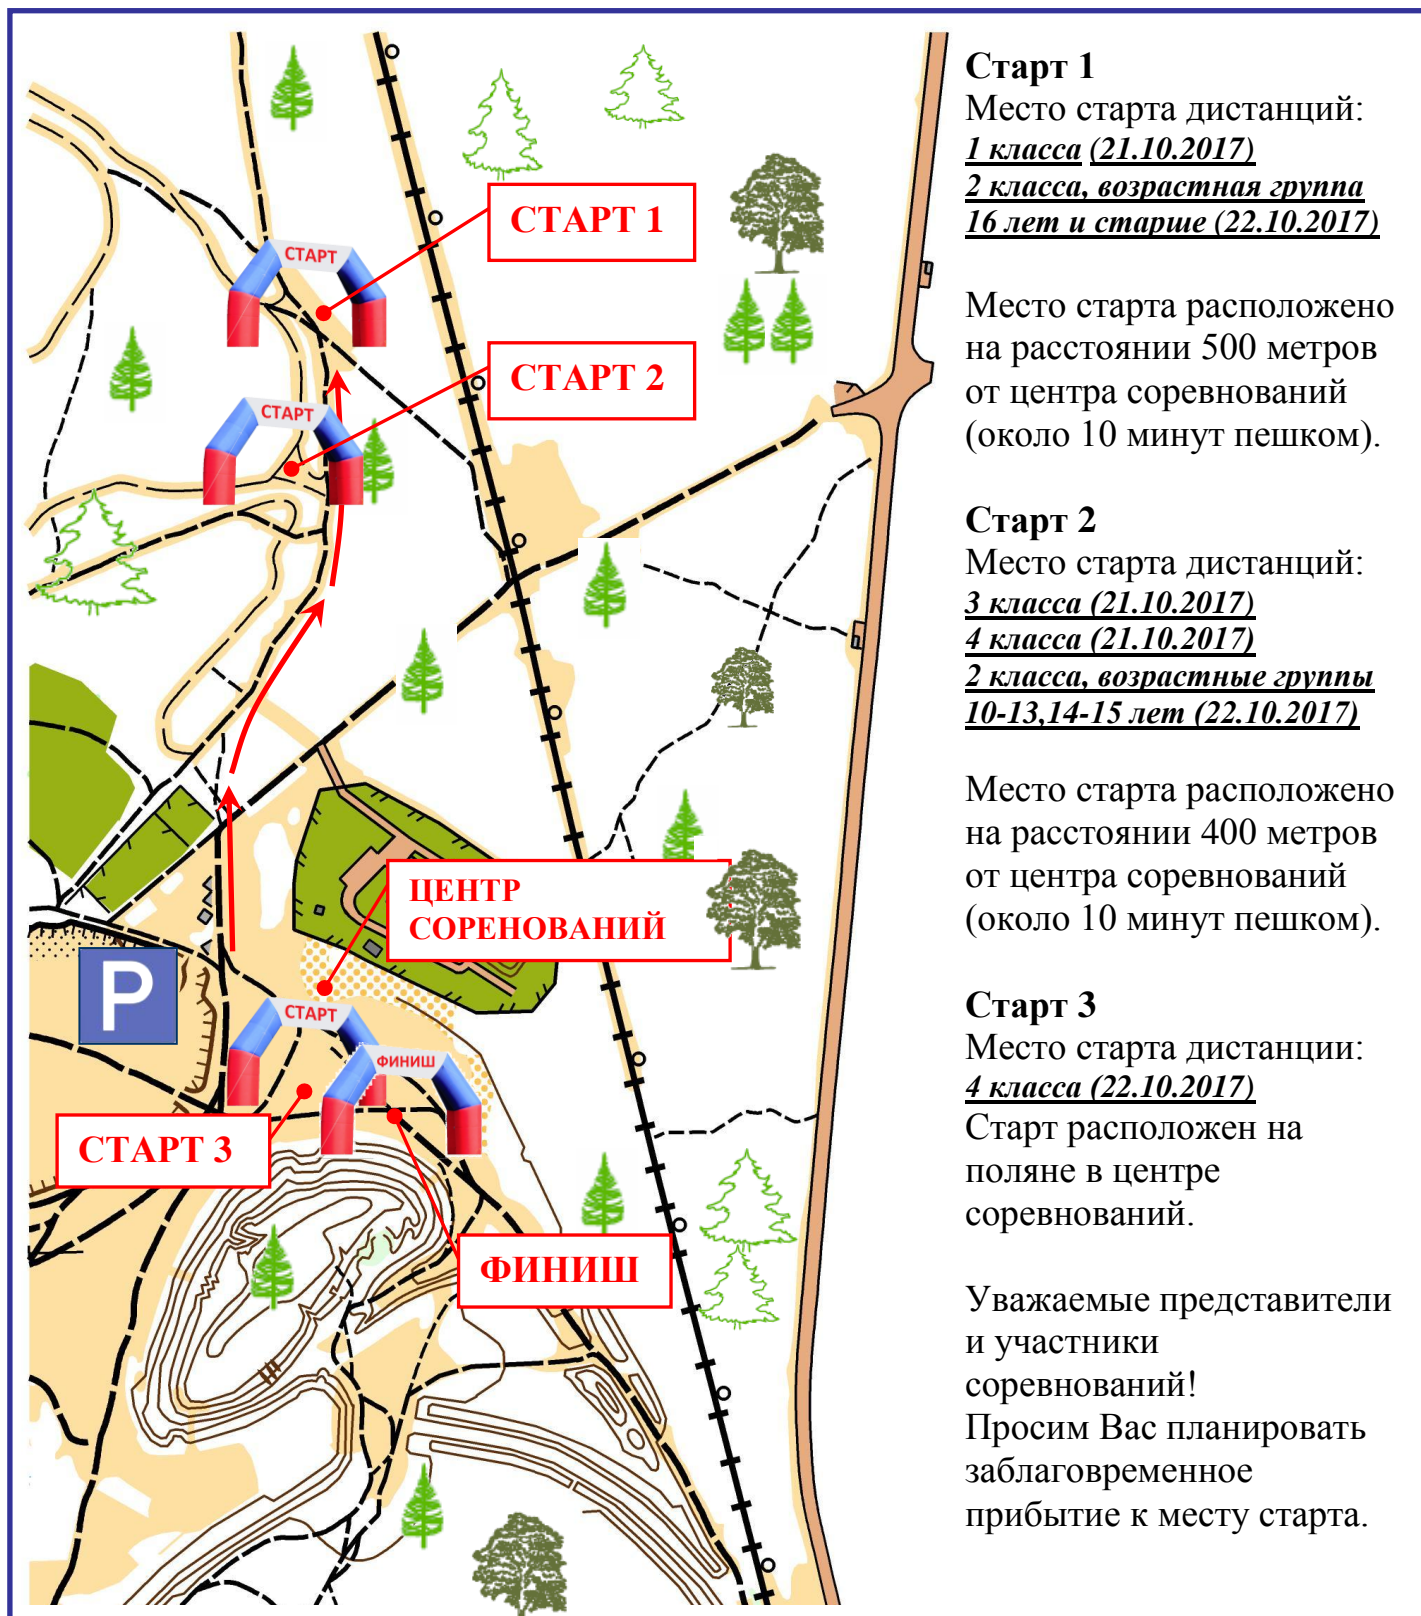 СТАРТ 1
СТАРТ
СТАРТ 2
СТАРТ
ЦЕНТР
СОРЕНОВАНИЙ
P
СТАРТ
ФИНИШ
СТАРТ 3
ФИНИШ
Старт 1
Место старта дистанций:
1 класса (21.10.2017)
2 класса, возрастная группа
16 лет и старше (22.10.2017)
Место старта расположено
на расстоянии 500 метров
от центра соревнований
(около 10 минут пешком).
Старт 2
Место старта дистанций:
3 класса (21.10.2017)
4 класса (21.10.2017)
2 класса, возрастные группы
10-13,14-15 лет (22.10.2017)
Место старта расположено
на расстоянии 400 метров
от центра соревнований
(около 10 минут пешком).
Старт 3
Место старта дистанции:
4 класса (22.10.2017)
Старт расположен на
поляне в центре
соревнований.
Уважаемые представители
и участники
соревнований!
Просим Вас планировать
заблаговременное
прибытие к месту старта.